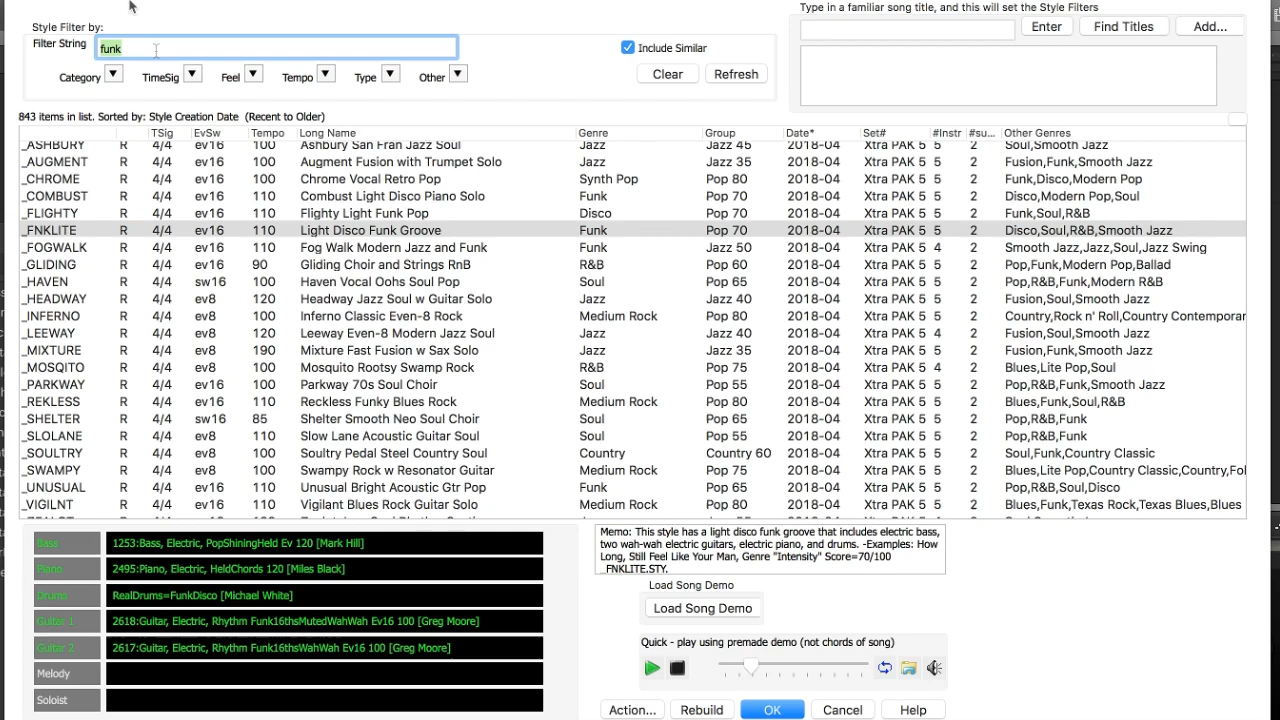 Style Filter by:
Filter String funk
Include Similar
Category TimeSig Feel Tempo Type Other
Clear Refresh
Type in a familiar song title, and this will set the Style Filters
Enter Find Titles Add...
843 items in list. Sorted by: Style Creation Date (Recent to Older)
TSig EvSw Tempo Long Name Genre Group Date* Set# #Instr #su... Other Genres
_ASHBURY R 4/4 ev16 100 Ashbury San Fran Jazz Soul Jazz Jazz 45 2018-04 Xtra PAK 5 5 2 Soul,Smooth Jazz
_AUGMENT R 4/4 ev16 100 Augment Fusion with Trumpet Solo Jazz Jazz 40 2018-04 Xtra PAK 5 5 2 Fusion,Funk,Smooth Jazz
_CHROME R 4/4 ev16 100 Chrome Vocal Retro Pop Synth Pop Pop 80 2018-04 Xtra PAK 5 5 2 Funk,Disco,Modern Pop
_COMBUST R 4/4 ev16 110 Combust Light Disco Piano Solo Funk Pop 70 2018-04 Xtra PAK 5 5 2 Disco,Modern Pop,Soul
_FLIGHTY R 4/4 ev16 110 Flighty Light Funk Pop Disco Pop 70 2018-04 Xtra PAK 5 5 2 Funk,Soul,R&B
_FNKLITE R 4/4 ev16 110 Light Disco Funk Groove Funk Pop 70 2018-04 Xtra PAK 5 5 2 Disco,Soul,R&B,Smooth Jazz
_FOGWALK R 4/4 ev16 110 Fog Walk Modern Jazz and Funk Funk Jazz 50 2018-04 Xtra PAK 5 4 2 Smooth Jazz,Jazz,Soul,Jazz Swing
_GLIDING R 4/4 ev16 90 Gliding Choir and Strings RnB R&B Pop 60 2018-04 Xtra PAK 5 5 2 Pop,Funk,Modern Pop,Ballad
_HAVEN R 4/4 sw16 100 Haven Vocal Oohs Soul Pop Soul Pop 65 2018-04 Xtra PAK 5 5 2 Pop,R&B,Funk,Modern R&B
_HEADWAY R 4/4 ev8 120 Headway Jazz Soul w Guitar Solo Jazz Jazz 40 2018-04 Xtra PAK 5 5 2 Fusion,Soul,Smooth Jazz
_INFERNO R 4/4 ev8 100 Inferno Classic Even-8 Rock Medium Rock Pop 80 2018-04 Xtra PAK 5 5 2 Country,Rock n' Roll,Country Contemporar
_LEEWAY R 4/4 ev8 120 Leeway Even-8 Modern Jazz Soul Jazz Jazz 40 2018-04 Xtra PAK 5 4 2 Fusion,Soul,Smooth Jazz
_MIXTURE R 4/4 ev8 190 Mixture Fast Fusion w Sax Solo Jazz Jazz 35 2018-04 Xtra PAK 5 5 2 Fusion,Funk,Smooth Jazz
_MOSQITO R 4/4 ev8 100 Mosquito Rootsy Swamp Rock R&B Pop 75 2018-04 Xtra PAK 5 4 2 Blues,Lite Pop,Soul
_PARKWAY R 4/4 ev16 100 Parkway 70s Soul Choir Soul Pop 55 2018-04 Xtra PAK 5 5 2 Pop,R&B,Funk,Smooth Jazz
_REKLESS R 4/4 ev16 100 Reckless Funky Blues Rock Medium Rock Pop 80 2018-04 Xtra PAK 5 5 2 Blues,Funk,Soul,R&B
_SHELTER R 4/4 sw16 85 Shelter Smooth Neo Soul Choir Soul Pop 65 2018-04 Xtra PAK 5 5 2 Pop,R&B,Funk
_SLOLANE R 4/4 ev8 110 Slow Lane Acoustic Guitar Soul Soul Pop 55 2018-04 Xtra PAK 5 5 2 Pop,R&B,Funk
_SOULTRY R 4/4 ev8 100 Soultry Pedal Steel Country Soul Country Country 60 2018-04 Xtra PAK 5 5 2 Soul,Funk,Country Classic
_SWAMPY R 4/4 ev8 100 Swampy Rock w Resonator Guitar Medium Rock Pop 75 2018-04 Xtra PAK 5 5 2 Blues,Lite Pop,Country Classic,Country,Fol
_UNUSUAL R 4/4 ev16 110 Unusual Bright Acoustic Gtr Pop Funk Pop 80 2018-04 Xtra PAK 5 5 2 Pop,R&B,Soul,Disco
_VIGILNT R 4/4 ev8 110 Vigilant Blues Rock Guitar Solo Medium Rock Pop 80 2018-04 Xtra PAK 5 5 2 Blues,Funk,Texas Rock,Texas Blues,Blues
Bass 1253:Bass, Electric, PopShiningHeld Ev 120 [Mark Hill]
Piano 2495:Piano, Electric, HeldChords 120 [Miles Black]
Drums RealDrums=FunkDisco [Michael White]
Guitar 1 2618:Guitar, Electric, Rhythm Funk16thsMutedWahWah Ev16 100 [Greg Moore]
Guitar 2 2617:Guitar, Electric, Rhythm Funk16thsWahWah Ev16 100 [Greg Moore]
Melody
Soloist
Memo: This style has a light disco funk groove that includes electric bass,
two wah-wah electric guitars, electric piano, and drums. -Examples: How
Long, Still Feel Like Your Man, Genre "Intensity" Score=70/100
_FNKLITE.STY.
Load Song Demo
Load Song Demo
Quick - play using premade demo (not chords of song)
Action... Rebuild OK Cancel Help